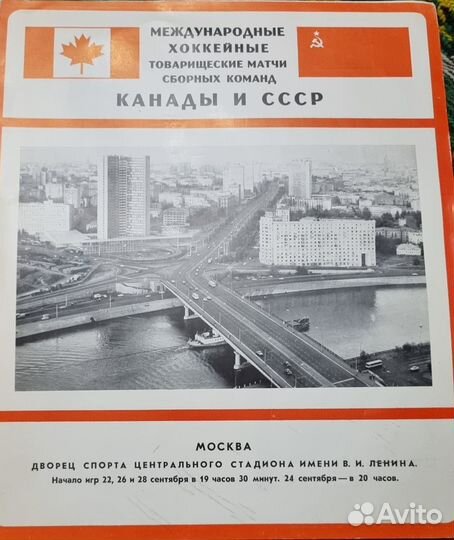 МЕЖДУНАРОДНЫЕ
ХОККЕЙНЫЕ
ТОВАРИЩЕСКИЕ МАТЧИ
СБОРНЫХ КОМАНД
КАНАДЫ И СССР
МОСКВА
ДВОРЕЦ СПОРТА ЦЕНТРАЛЬНОГО СТАДИОНА ИМЕНИ В. И. ЛЕНИНА.
Начало игр 22, 26 и 28 сентября в 19 часов 30 минут. 24 сентября — в 20 часов.
Avito